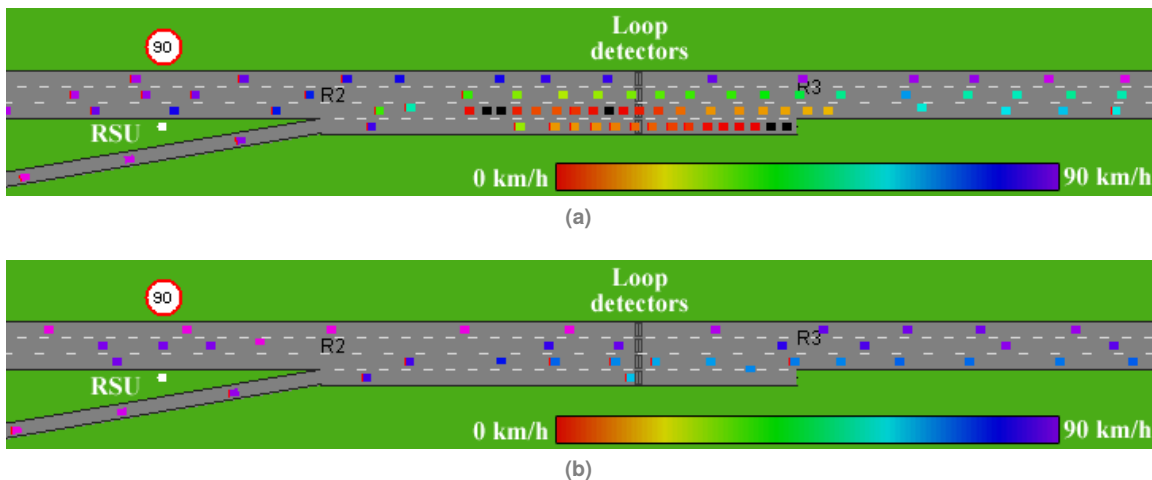 90
Loop
detectors
R2
R3
RSU
0 km/h
90 km/h
(a)
90
Loop
detectors
R2
R3
RSU
0 km/h
90 km/h
(b)